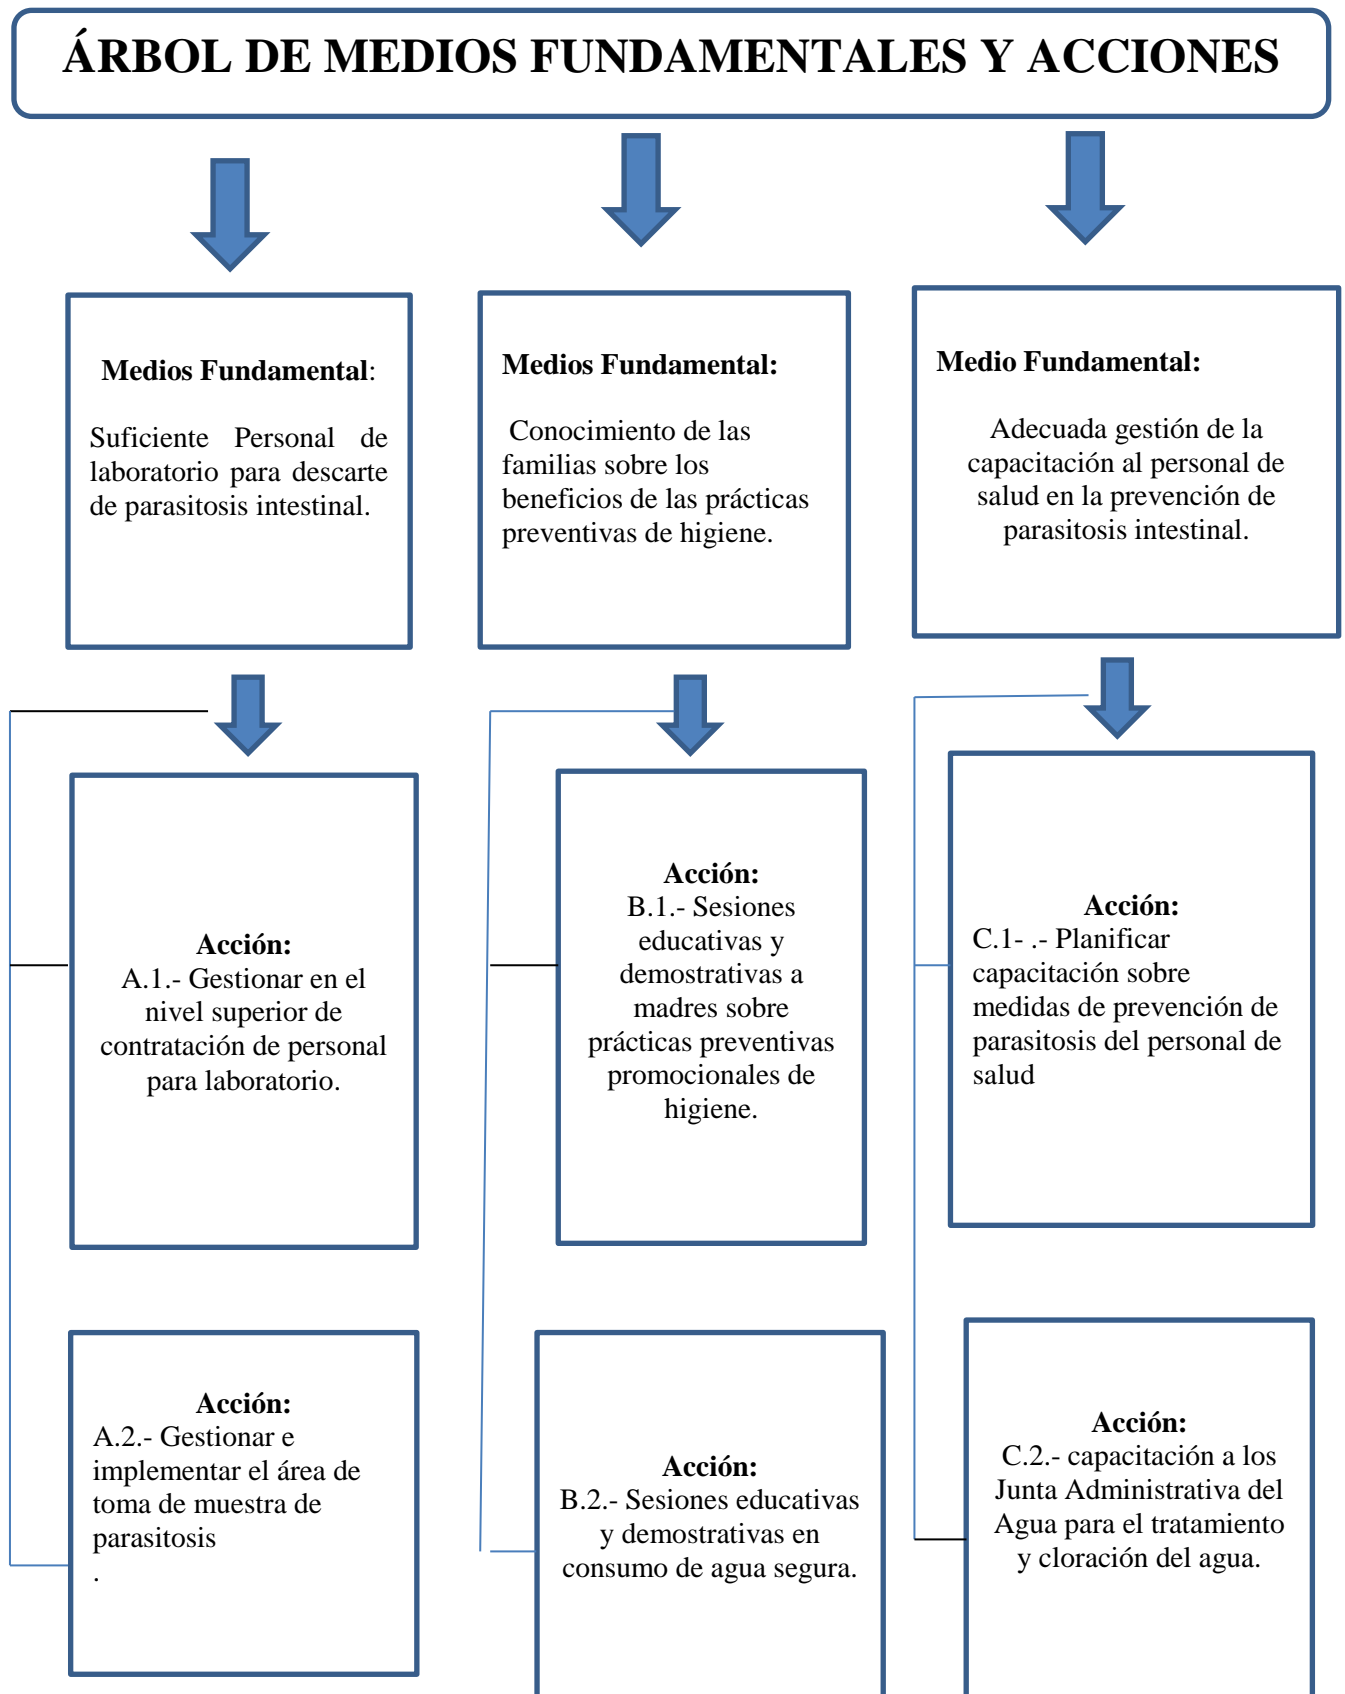 ÁRBOL DE MEDIOS FUNDAMENTALES Y ACCIONES
Medios Fundamental:
Suficiente Personal de
laboratorio para descarte
de parasitosis intestinal.
Medios Fundamental:
Conocimiento de las
familias sobre los
beneficios de las prácticas
preventivas de higiene.
Medio Fundamental:
Adecuada gestión de la
capacitación al personal de
salud en la prevención de
parasitosis intestinal.
Acción:
A.1.- Gestionar en el
nivel superior de
contratación de personal
para laboratorio.
Acción:
B.1.- Sesiones
educativas y
demostrativas a
madres sobre
prácticas preventivas
promocionales de
higiene.
Acción:
C.1- .- Planificar
capacitación sobre
medidas de prevención de
parasitosis del personal de
salud
Acción:
A.2.- Gestionar e
implementar el área de
toma de muestra de
parasitosis
.
Acción:
B.2.- Sesiones educativas
y demostrativas en
consumo de agua segura.
Acción:
C.2.- capacitación a los
Junta Administrativa del
Agua para el tratamiento
y cloración del agua.